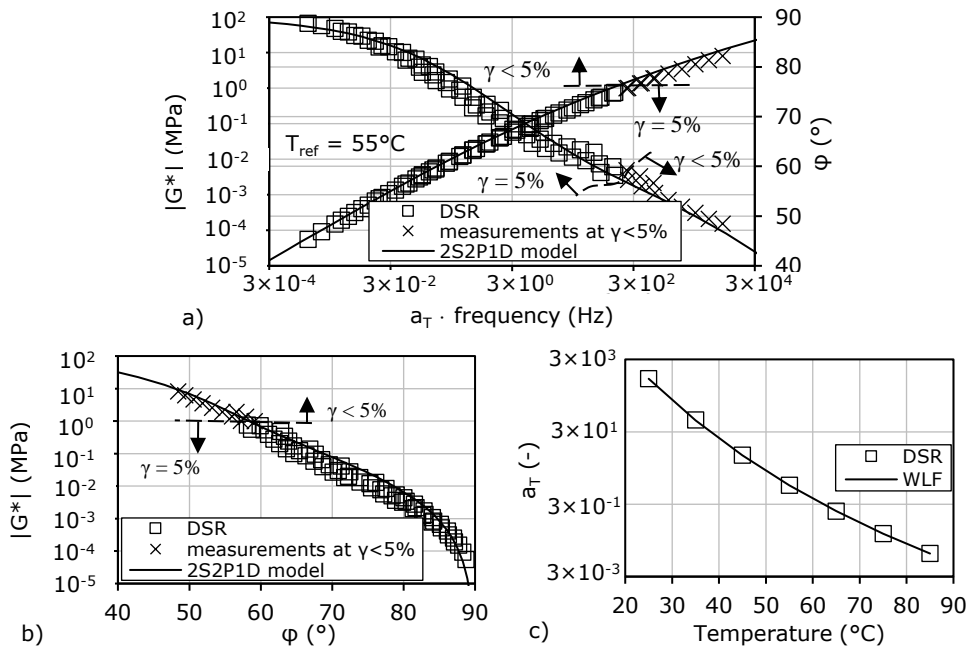 10² 90
10¹
10⁰ 80
10⁻¹ 70
10⁻²
10⁻³ 60
10⁻⁴ 50
10⁻⁵ 40
|G*| (MPa)
φ (°)
γ < 5%
γ = 5%
T_ref = 55°C
γ = 5%
γ < 5%
DSR
measurements at γ<5%
2S2P1D model
3×10⁻⁴ 3×10⁻² 3×10⁰ 3×10² 3×10⁴
a) a_T · frequency (Hz)
10²
10¹
10⁰
10⁻¹
10⁻²
10⁻³
10⁻⁴
10⁻⁵
|G*| (MPa)
γ < 5%
γ = 5%
DSR
measurements at γ<5%
2S2P1D model
40 50 60 70 80 90
b) φ (°)
3×10³
3×10¹
3×10⁻¹
3×10⁻³
a_T (-)
DSR
WLF
20 30 40 50 60 70 80 90
c) Temperature (°C)